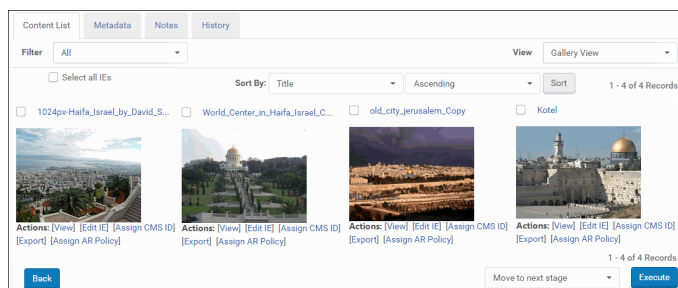 Content List Metadata Notes History
Filter All View Gallery View
Select all IEs Sort By: Title Ascending Sort 1 - 4 of 4 Records
1024px-Haifa_Israel_by_David_S... World_Center_in_Haifa_Israel_C... old_city_jerusalem_Copy Kotel
Actions: [View] [Edit IE] [Assign CMS ID] Actions: [View] [Edit IE] [Assign CMS ID] Actions: [View] [Edit IE] [Assign CMS ID] Actions: [View] [Edit IE] [Assign CMS ID]
[Export] [Assign AR Policy] [Export] [Assign AR Policy] [Export] [Assign AR Policy] [Export] [Assign AR Policy]
1 - 4 of 4 Records
Back Move to next stage Execute